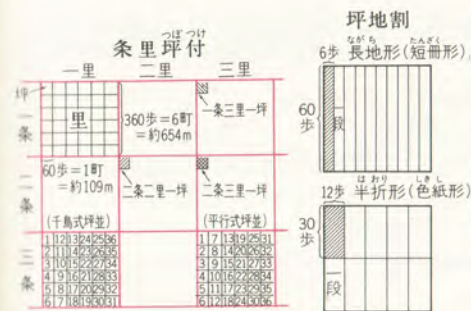 条里坪付
つぼつけ
一里 二里 三里
坪
一条
里
360歩=6町
=約654m
一条三里一坪
二条
60歩=1町
=約109m
二条二里一坪
二条三里一坪
(千鳥式坪並)
(平行式坪並)
三条
1 12 13 24 25 36
2 11 14 23 26 35
3 10 15 22 27 34
4 9 16 21 28 33
5 8 17 20 29 32
6 7 18 19 30 31
1 7 13 19 25 31
2 8 14 20 26 32
3 9 15 21 27 33
4 10 16 22 28 34
5 11 17 23 29 35
6 12 18 24 30 36
坪地割
ながち たんざく
6歩 長地形(短冊形)
60歩
一段
はおり しきし
12歩 半折形(色紙形)
30歩
一段